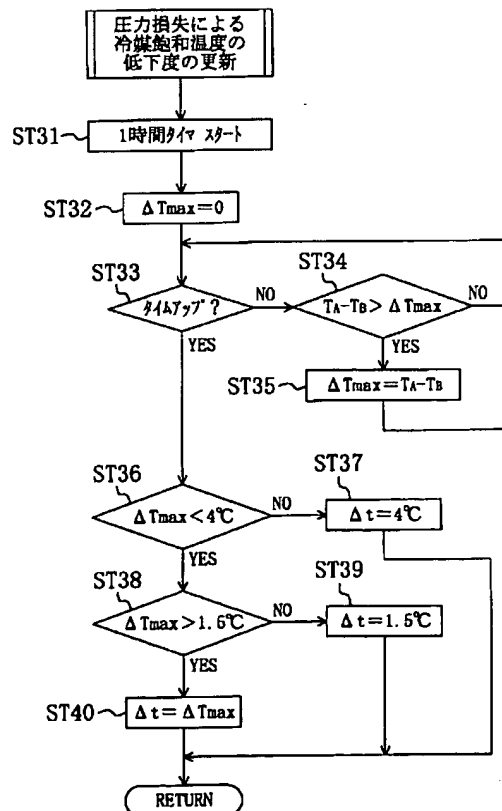 圧力損失による
冷媒飽和温度の
低下度の更新
ST31
1時間タイマ スタート
ST32
ΔTmax=0
ST33
タイムアップ?
NO
YES
ST34
TA-TB>ΔTmax
NO
YES
ST35
ΔTmax=TA-TB
ST36
ΔTmax<4℃
NO
YES
ST37
Δt=4℃
ST38
ΔTmax>1.5℃
NO
YES
ST39
Δt=1.5℃
ST40
Δt=ΔTmax
RETURN